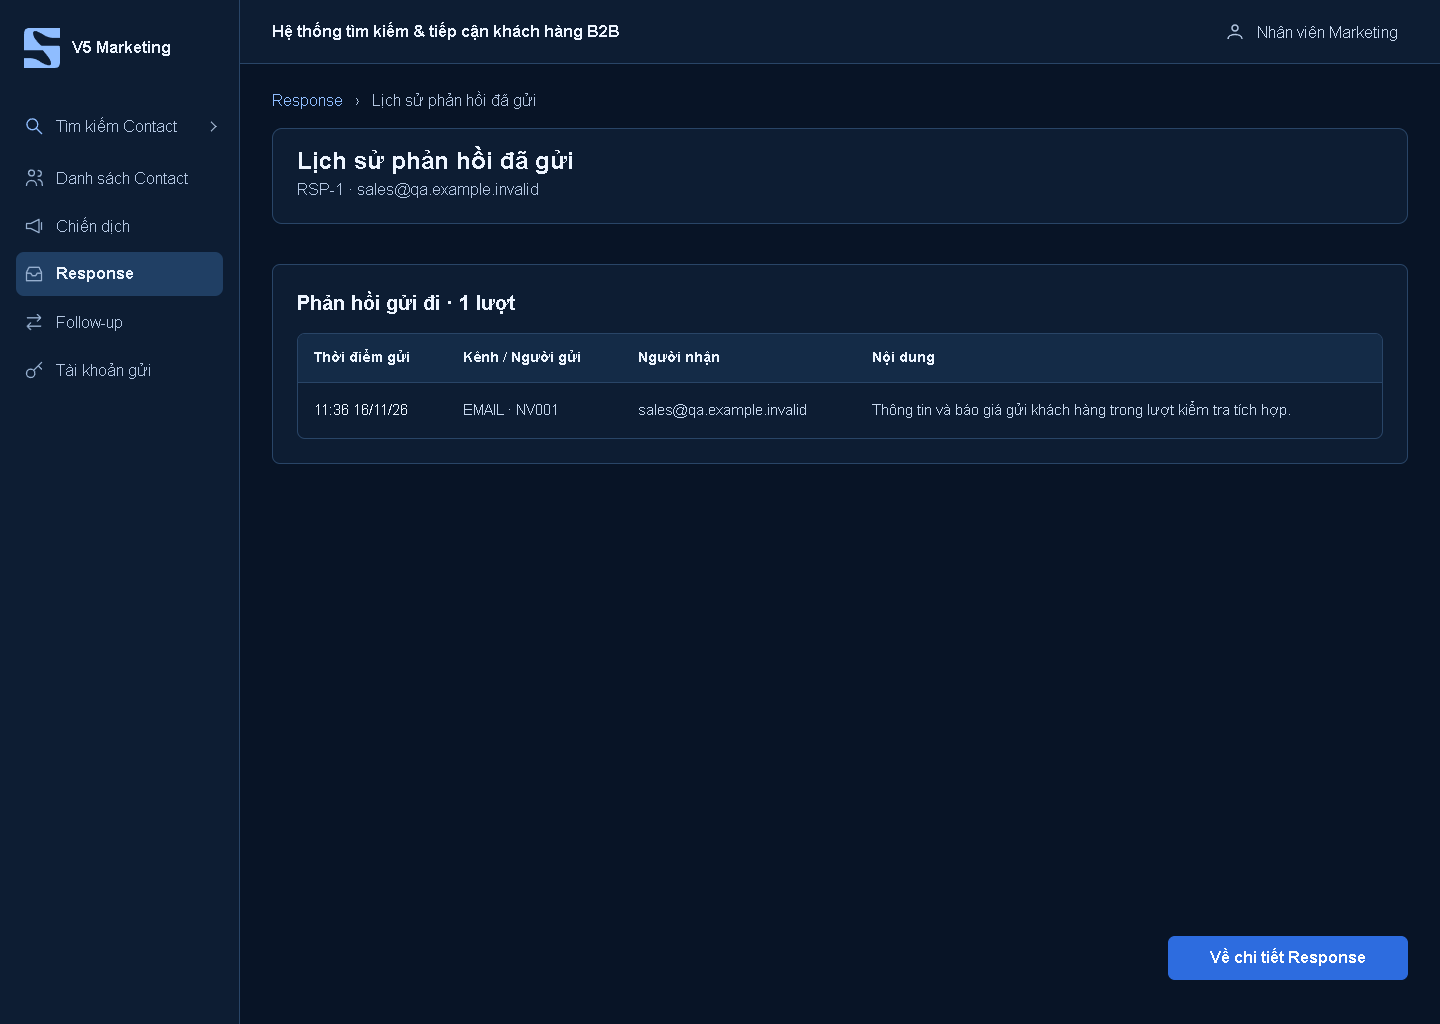 V5 Marketing
Hệ thống tìm kiếm & tiếp cận khách hàng B2B
Nhân viên Marketing
Tìm kiếm Contact
Danh sách Contact
Chiến dịch
Response
Follow-up
Tài khoản gửi
Response › Lịch sử phản hồi đã gửi
Lịch sử phản hồi đã gửi
RSP-1 · sales@qa.example.invalid
Phản hồi gửi đi · 1 lượt
Thời điểm gửi Kênh / Người gửi Người nhận Nội dung
11:36 16/11/26 EMAIL · NV001 sales@qa.example.invalid Thông tin và báo giá gửi khách hàng trong lượt kiểm tra tích hợp.
Về chi tiết Response